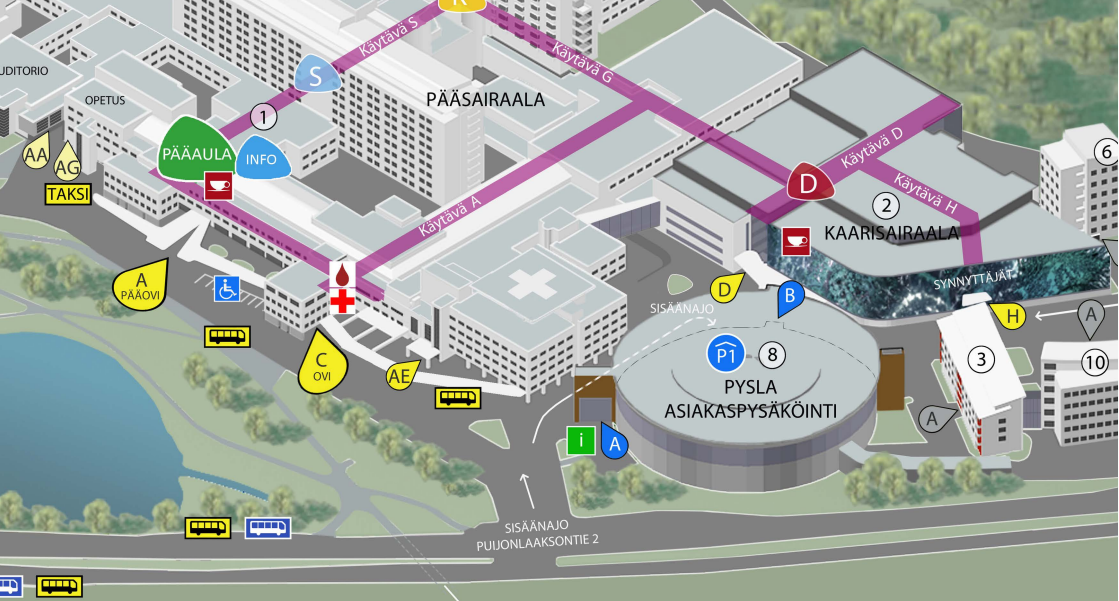 K
Käytävä S
Käytävä G
S
UDITORIO
OPETUS
PÄÄSAIRAALA
1
PÄÄAULA
INFO
AA
AG
TAKSI
Käytävä D
D
6
Käytävä A
Käytävä H
2
KAARISAIRAALA
SYNNYTTÄJÄT
A
PÄÄOVI
D
B
SISÄÄNAJO
H
A
P1
8
3
10
C
OVI
AE
PYSLA
ASIAKASPYSÄKÖINTI
A
i
A
SISÄÄNAJO
PUIJONLAAKSONTIE 2